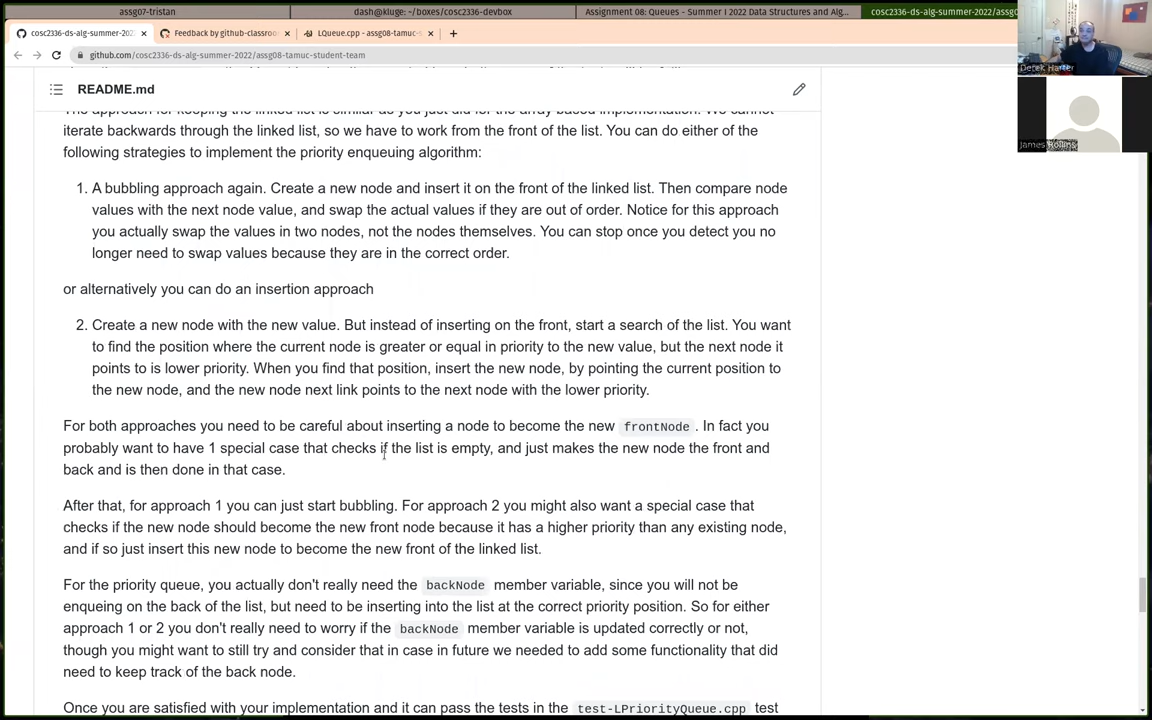 assg07-tristan
dash@kluge: ~/boxes/cosc2336-devbox
Assignment 08: Queues - Summer I 2022 Data Structures and Alg...
cosc2336-ds-alg-summer-2022/assg0
cosc2336-ds-alg-summer-202
Feedback by github-classroo
LQueue.cpp - assg08-tamuc-s
github.com/cosc2336-ds-alg-summer-2022/assg08-tamuc-student-team
Derek Harter
James Rollins
README.md
The approach for keeping the linked list is similar as you just did for the array based implementation. We cannot
iterate backwards through the linked list, so we have to work from the front of the list. You can do either of the
following strategies to implement the priority enqueuing algorithm:
1. A bubbling approach again. Create a new node and insert it on the front of the linked list. Then compare node
values with the next node value, and swap the actual values if they are out of order. Notice for this approach
you actually swap the values in two nodes, not the nodes themselves. You can stop once you detect you no
longer need to swap values because they are in the correct order.
or alternatively you can do an insertion approach
2. Create a new node with the new value. But instead of inserting on the front, start a search of the list. You want
to find the position where the current node is greater or equal in priority to the new value, but the next node it
points to is lower priority. When you find that position, insert the new node, by pointing the current position to
the new node, and the new node next link points to the next node with the lower priority.
For both approaches you need to be careful about inserting a node to become the new frontNode. In fact you
probably want to have 1 special case that checks if the list is empty, and just makes the new node the front and
back and is then done in that case.
After that, for approach 1 you can just start bubbling. For approach 2 you might also want a special case that
checks if the new node should become the new front node because it has a higher priority than any existing node,
and if so just insert this new node to become the new front of the linked list.
For the priority queue, you actually don't really need the backNode member variable, since you will not be
enqueing on the back of the list, but need to be inserting into the list at the correct priority position. So for either
approach 1 or 2 you don't really need to worry if the backNode member variable is updated correctly or not,
though you might want to still try and consider that in case in future we needed to add some functionality that did
need to keep track of the back node.
Once you are satisfied with your implementation and it can pass the tests in the test-LPriorityQueue.cpp test